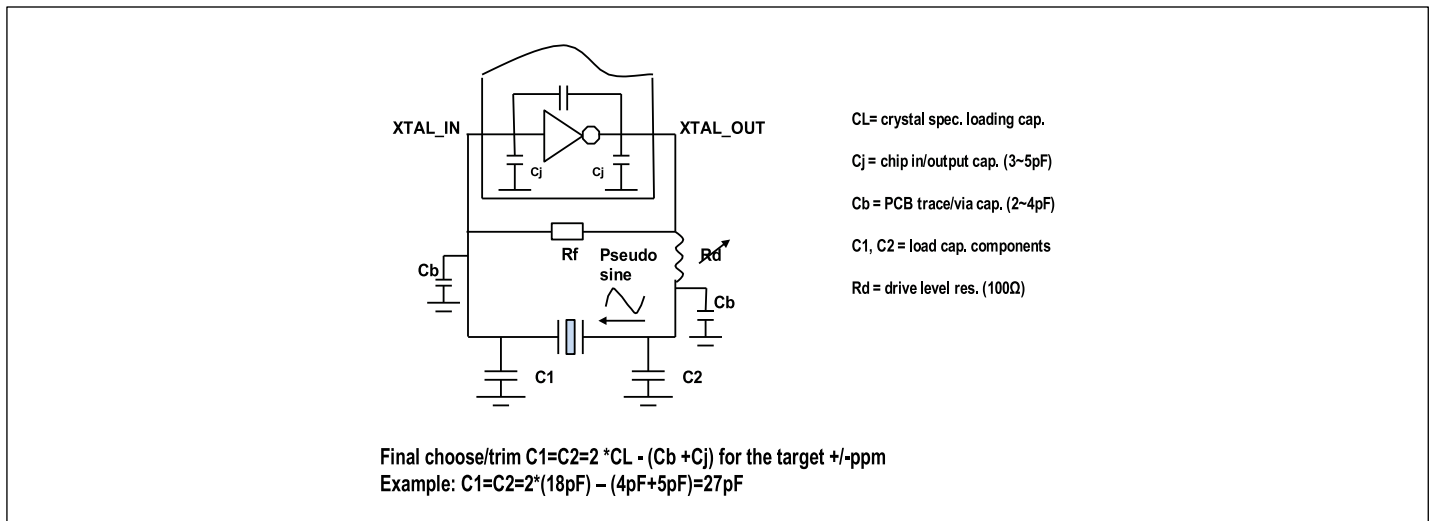 XTAL_IN
XTAL_OUT
Cj
Cj
Rf
Pseudo
sine
Rd
Cb
Cb
C1
C2
CL= crystal spec. loading cap.
Cj = chip in/output cap. (3~5pF)
Cb = PCB trace/via cap. (2~4pF)
C1, C2 = load cap. components
Rd = drive level res. (100Ω)
Final choose/trim C1=C2=2 *CL - (Cb +Cj) for the target +/-ppm
Example: C1=C2=2*(18pF) – (4pF+5pF)=27pF